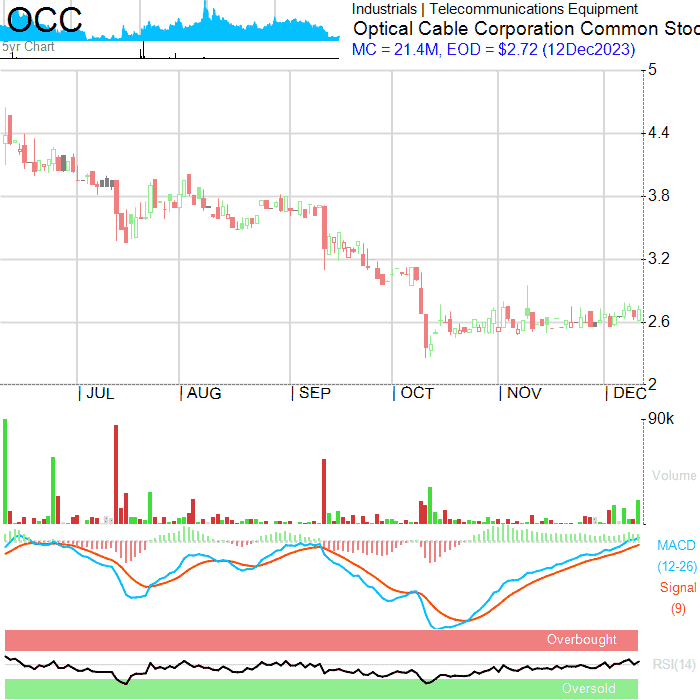 OCC
5yr Chart
Industrials | Telecommunications Equipment
Optical Cable Corporation Common Stoc
MC = 21.4M, EOD = $2.72 (12Dec2023)
5
4.4
3.8
3.2
2.6
2
| JUL | AUG | SEP | OCT | NOV | DEC
90k
Volume
MACD
(12-26)
Signal
(9)
Overbought
RSI(14)
Oversold